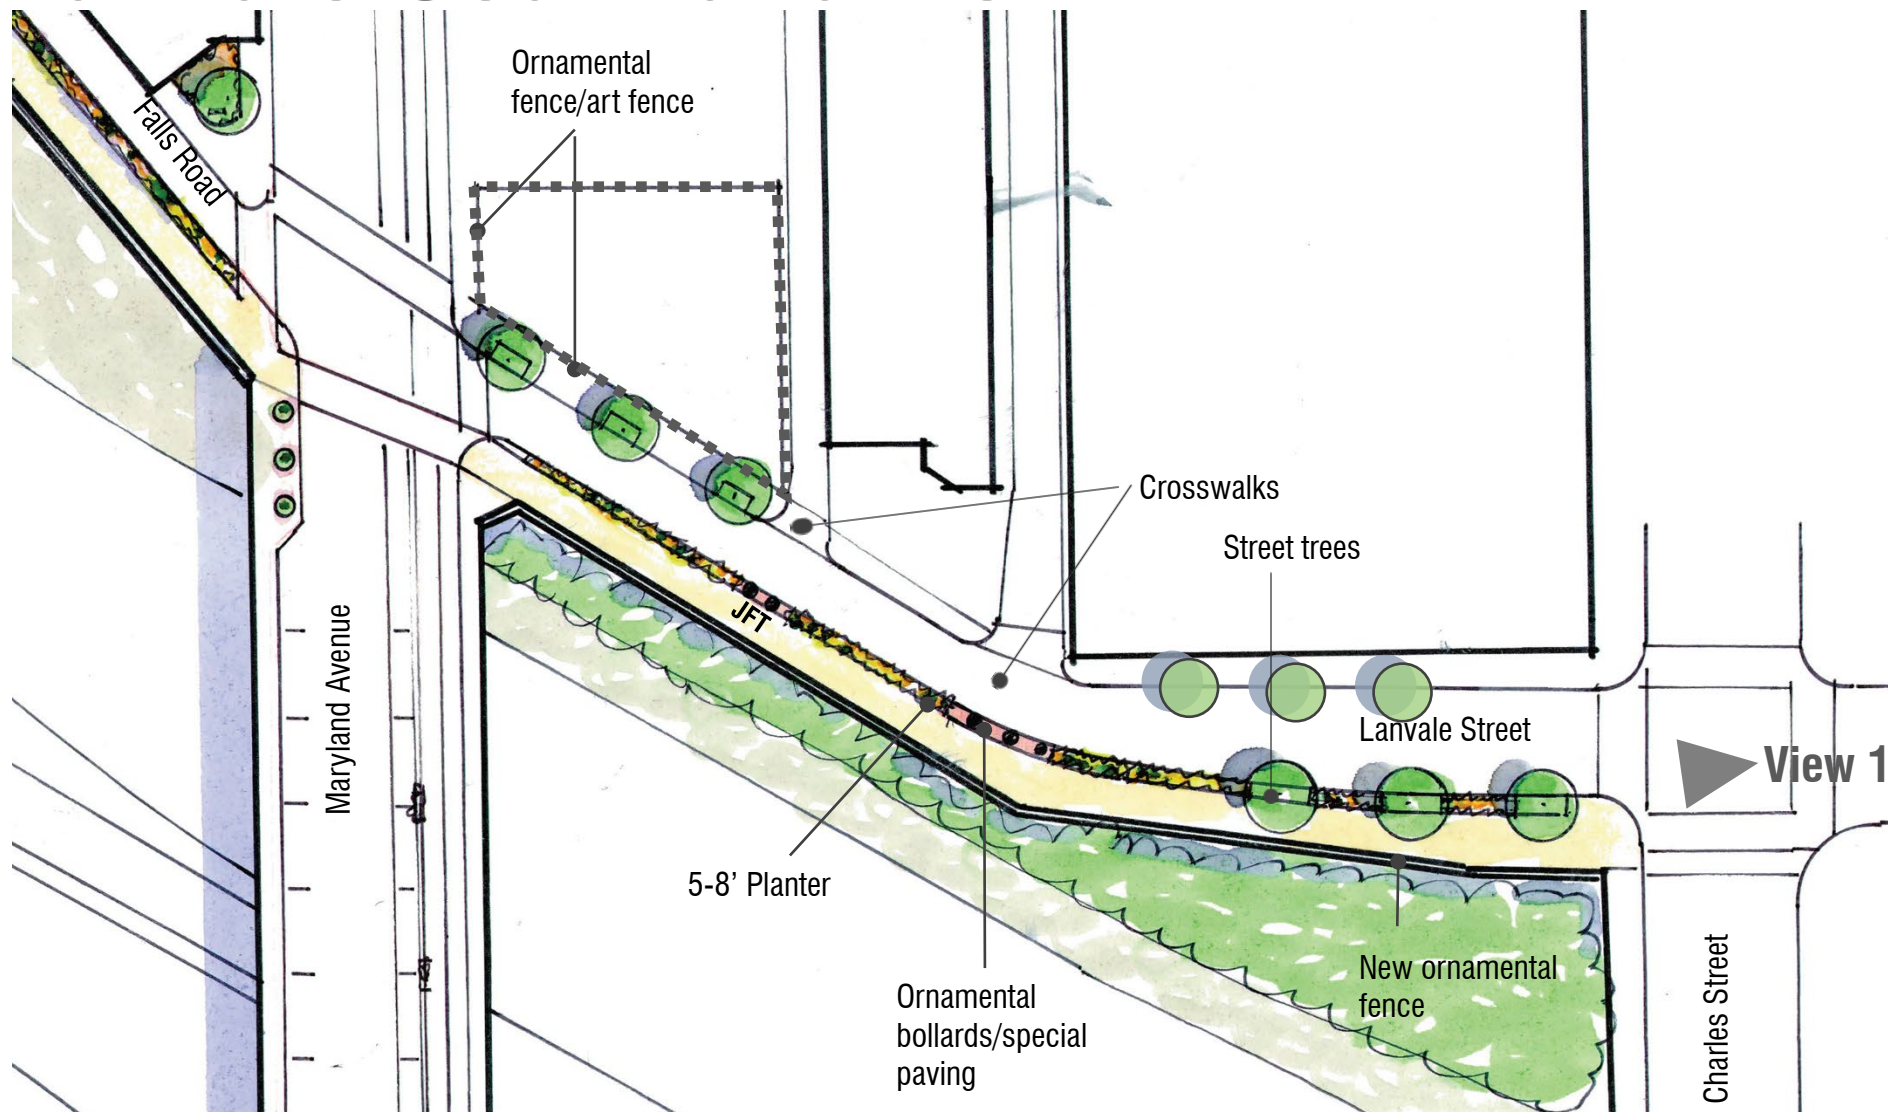 Ornamental
fence/art fence
Falls Road
Crosswalks
Street trees
JFT
Maryland Avenue
Lanvale Street
View 1
5-8’ Planter
New ornamental
fence
Ornamental
bollards/special
paving
Charles Street